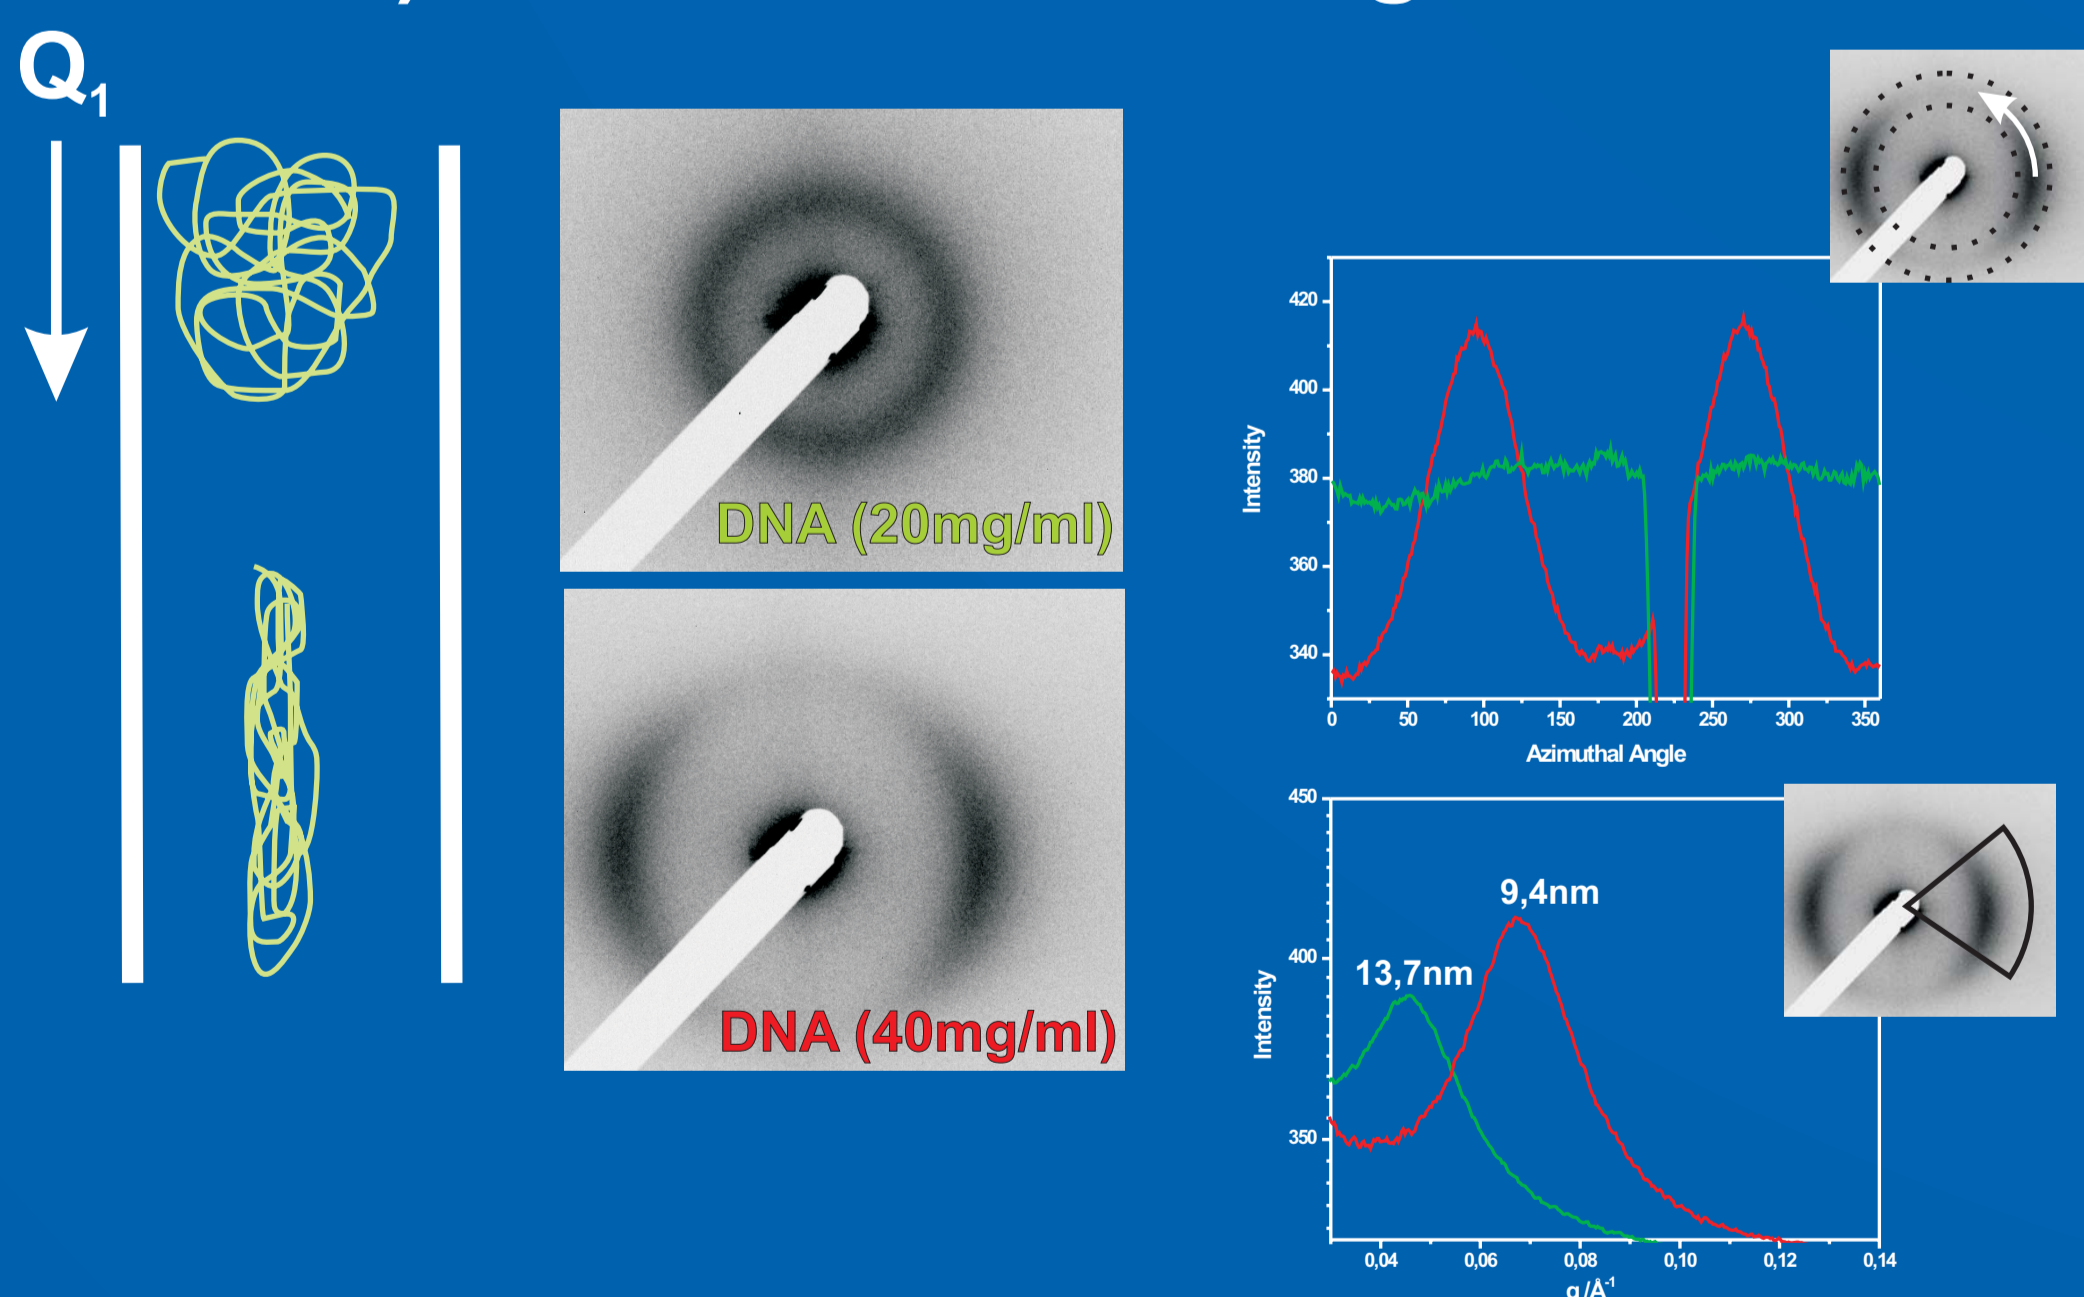 Q1
DNA (20mg/ml)
DNA (40mg/ml)
420
400
380
360
340
Intensity
0 50 100 150 200 250 300 350
Azimuthal Angle
450
400
350
Intensity
9,4nm
13,7nm
0,04 0,06 0,08 0,10 0,12 0,14
q /Å-1